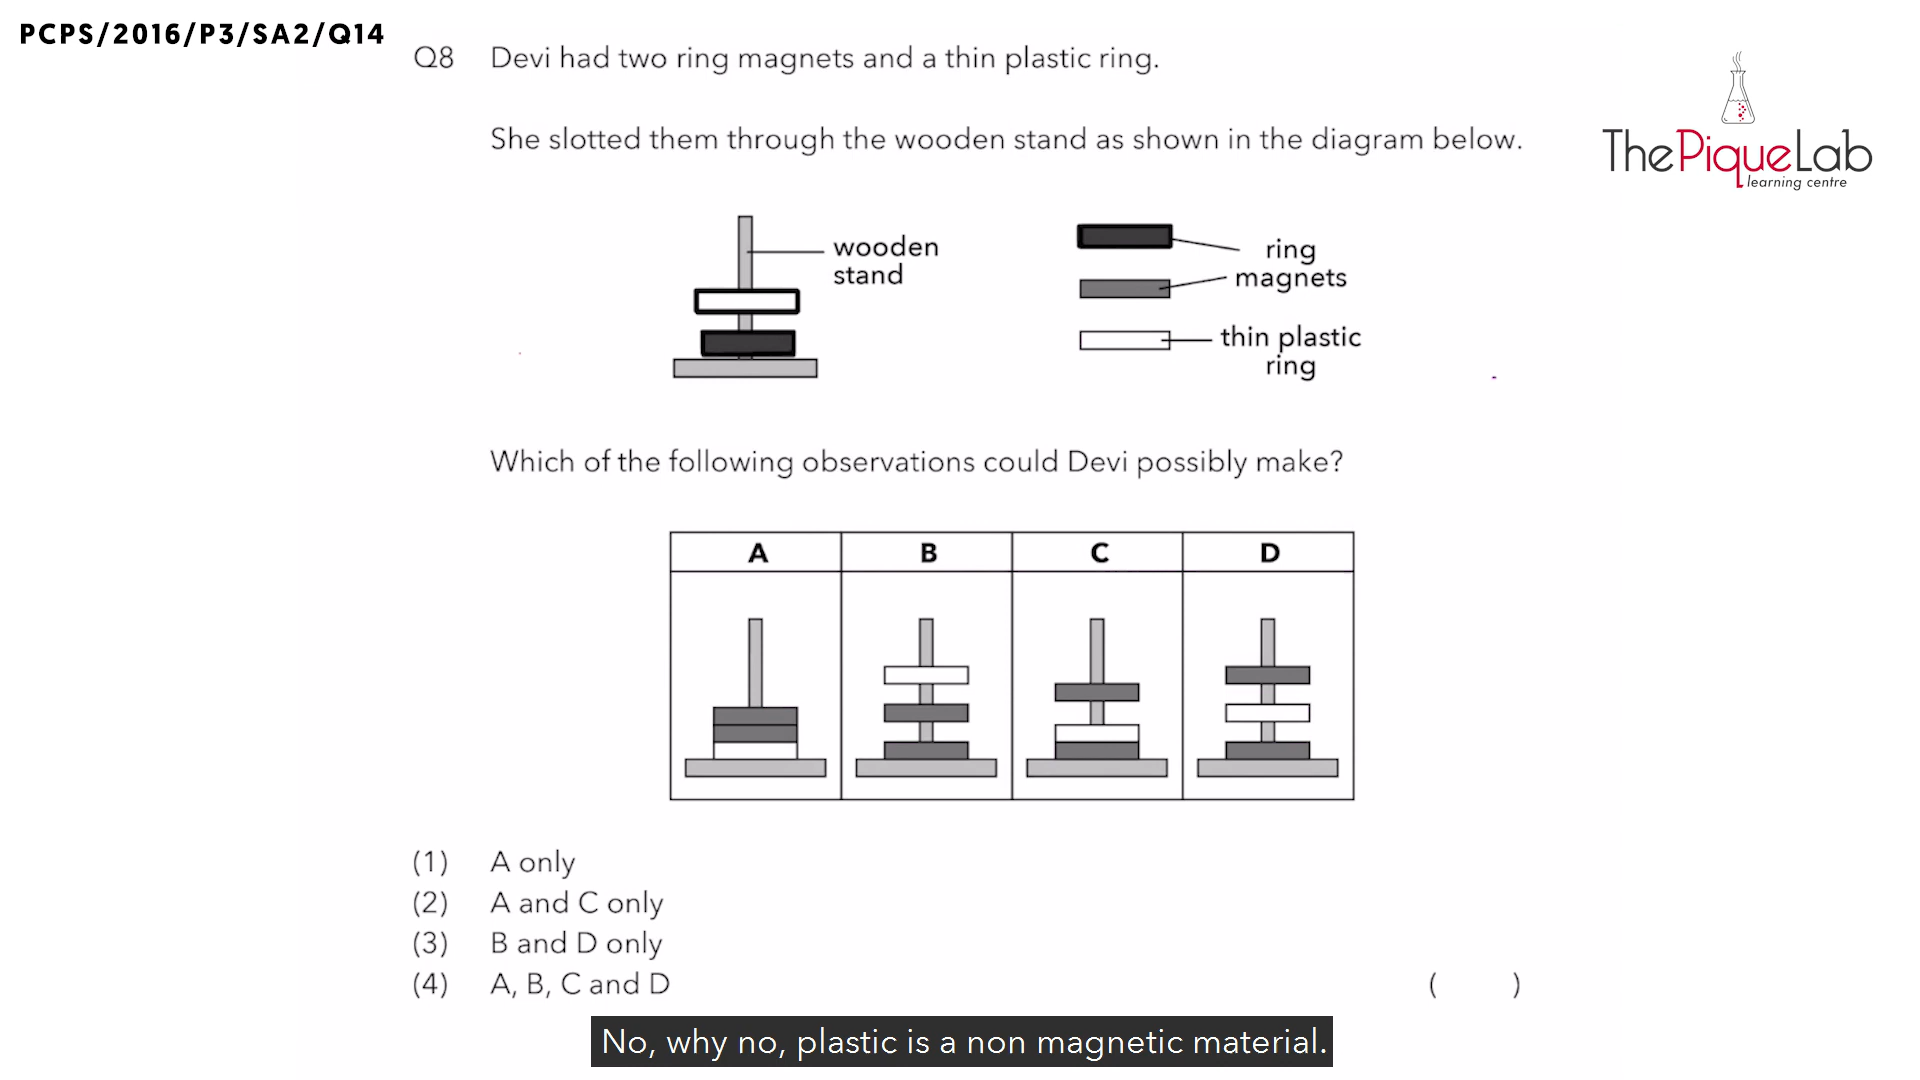 PCPS/2016/P3/SA2/Q14
Q8 Devi had two ring magnets and a thin plastic ring.
She slotted them through the wooden stand as shown in the diagram below.
ThePiqueLab
learning centre
wooden
stand
ring
magnets
thin plastic
ring
Which of the following observations could Devi possibly make?
A B C D
(1) A only
(2) A and C only
(3) B and D only
(4) A, B, C and D ( )
No, why no, plastic is a non magnetic material.